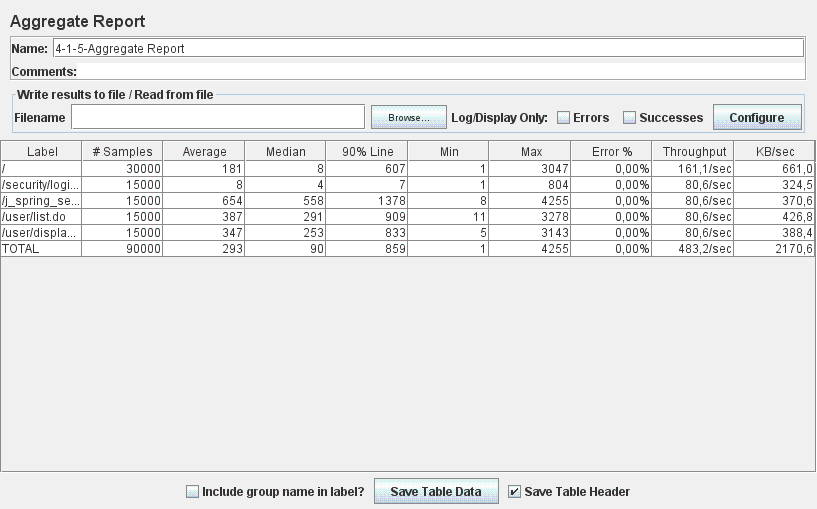 Aggregate Report
Name: 4-1-5-Aggregate Report
Comments:
Write results to file / Read from file
Filename Browse... Log/Display Only: Errors Successes Configure
Label # Samples Average Median 90% Line Min Max Error % Throughput KB/sec
/ 30000 181 8 607 1 3047 0,00% 161,1/sec 661,0
/security/logi... 15000 8 4 7 1 804 0,00% 80,6/sec 324,5
/j_spring_se... 15000 654 558 1378 8 4255 0,00% 80,6/sec 370,6
/user/list.do 15000 387 291 909 11 3278 0,00% 80,6/sec 426,8
/user/displa... 15000 347 253 833 5 3143 0,00% 80,6/sec 388,4
TOTAL 90000 293 90 859 1 4255 0,00% 483,2/sec 2170,6
Include group name in label? Save Table Data Save Table Header